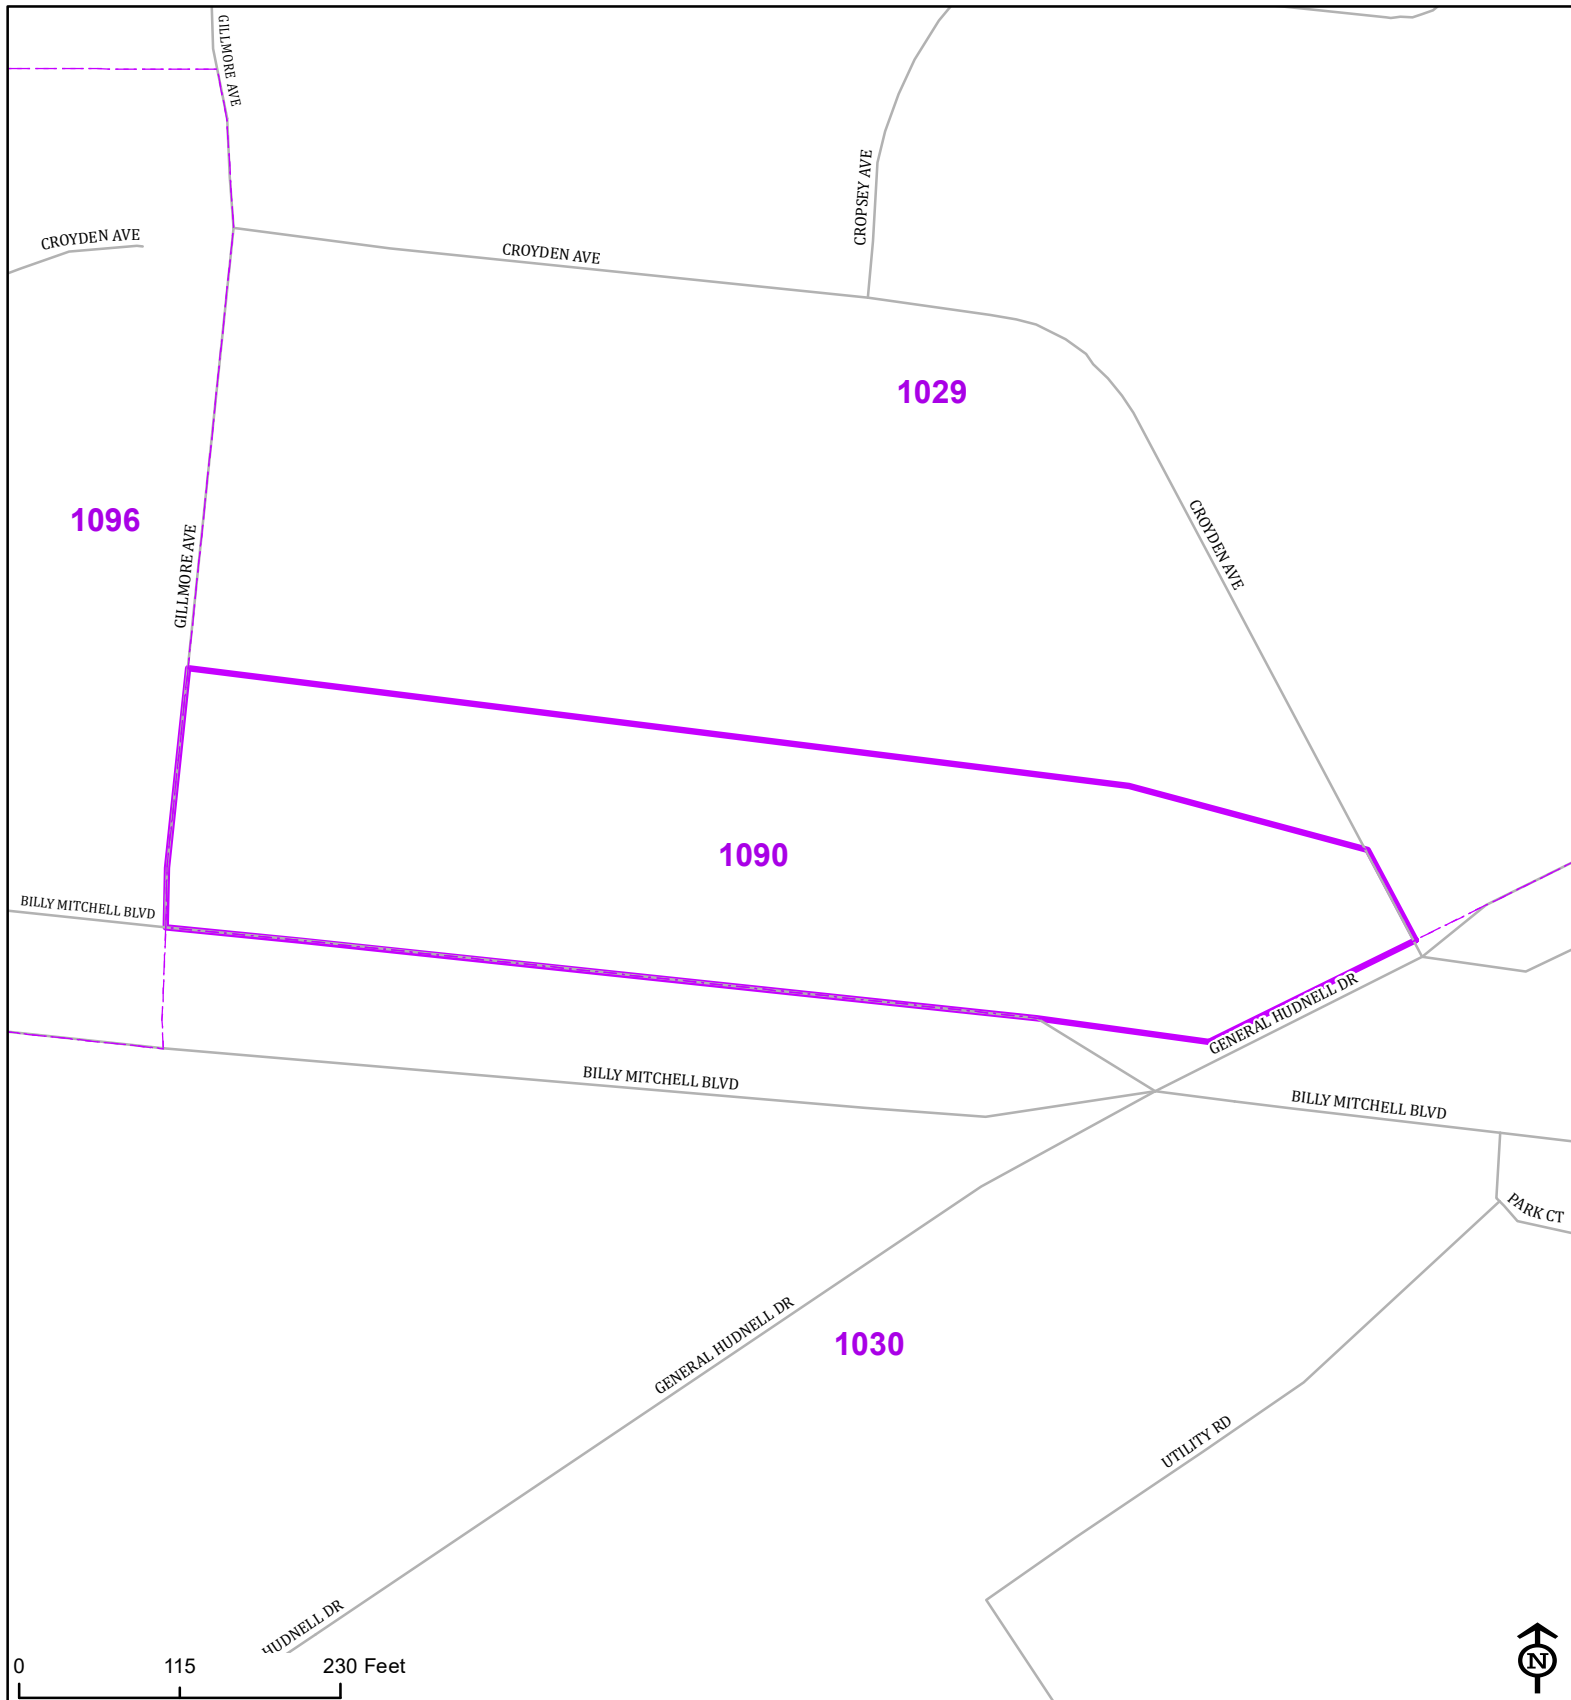 GILLMORE AVE
CROPSEY AVE
CROYDEN AVE
CROYDEN AVE
1029
1096
CROYDEN AVE
GILLMORE AVE
1090
BILLY MITCHELL BLVD
GENERAL HUDNELL DR
BILLY MITCHELL BLVD
BILLY MITCHELL BLVD
PARK CT
GENERAL HUDNELL DR
1030
UTILITY RD
HUDNELL DR
0 115 230 Feet
N